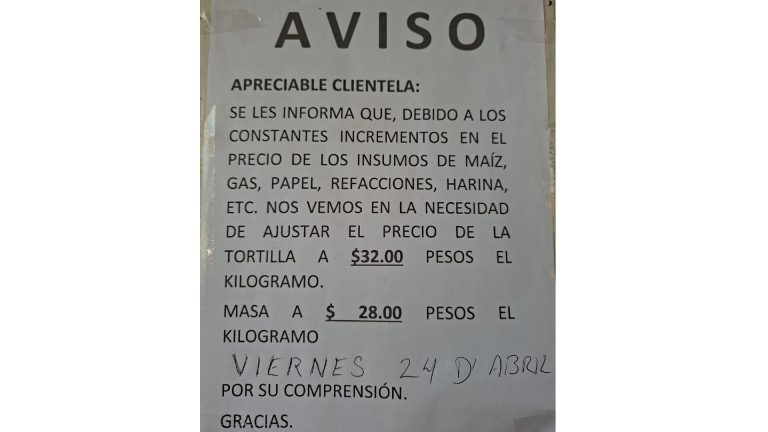 AVISO
APRECIABLE CLIENTELA:
SE LES INFORMA QUE, DEBIDO A LOS
CONSTANTES INCREMENTOS EN EL
PRECIO DE LOS INSUMOS DE MAÍZ,
GAS, PAPEL, REFACCIONES, HARINA,
ETC. NOS VEMOS EN LA NECESIDAD
DE AJUSTAR EL PRECIO DE LA
TORTILLA A $32.00 PESOS EL
KILOGRAMO.
MASA A $ 28.00 PESOS EL
KILOGRAMO
VIERNES 24 D' ABRIL
POR SU COMPRENSIÓN.
GRACIAS.